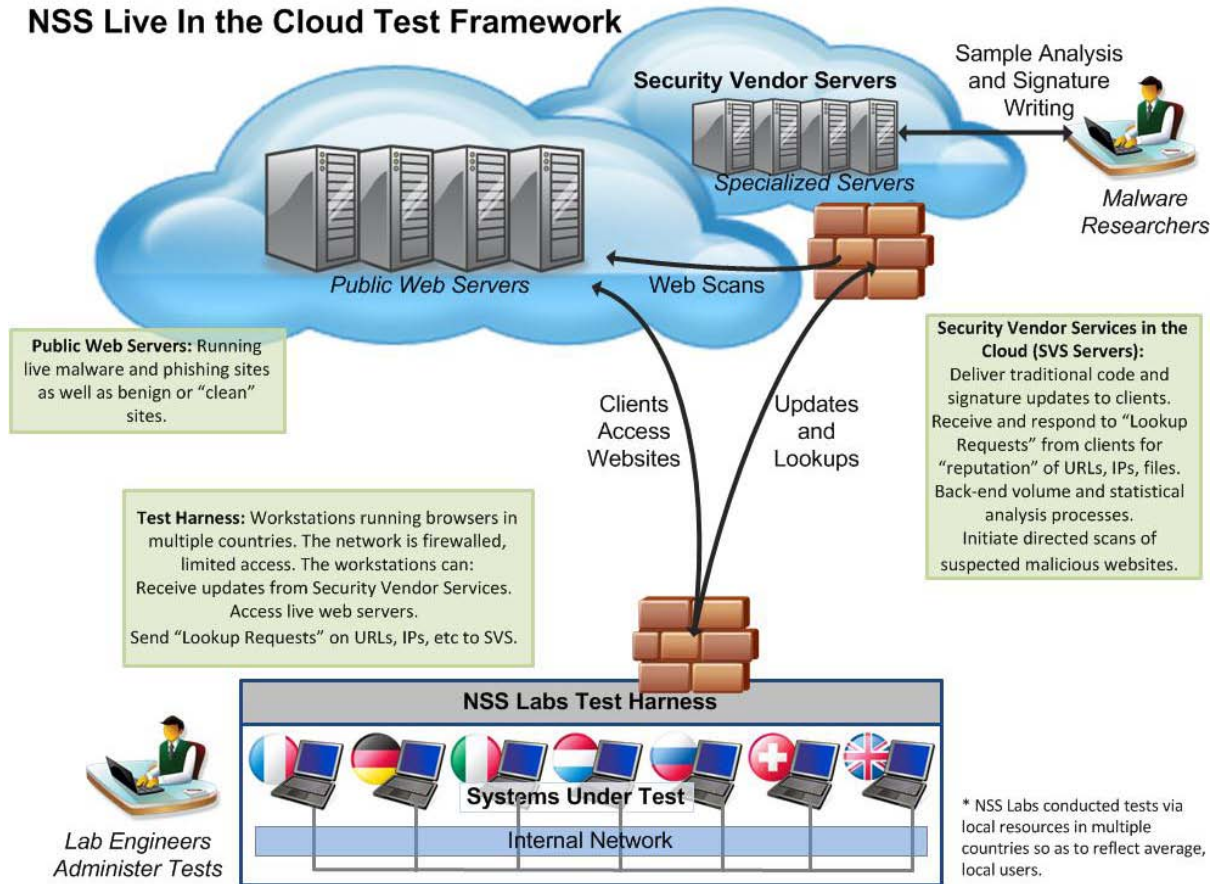 NSS Live In the Cloud Test Framework
Sample Analysis
and Signature
Writing
Security Vendor Servers
Specialized Servers
Malware
Researchers
Public Web Servers
Web Scans
Public Web Servers: Running
live malware and phishing sites
as well as benign or “clean”
sites.
Clients
Access
Websites
Updates
and
Lookups
Security Vendor Services in the
Cloud (SVS Servers):
Deliver traditional code and
signature updates to clients.
Receive and respond to “Lookup
Requests” from clients for
“reputation” of URLs, IPs, files.
Back-end volume and statistical
analysis processes.
Initiate directed scans of
suspected malicious websites.
Test Harness: Workstations running browsers in
multiple countries. The network is firewalled,
limited access. The workstations can:
Receive updates from Security Vendor Services.
Access live web servers.
Send “Lookup Requests” on URLs, IPs, etc to SVS.
NSS Labs Test Harness
Systems Under Test
Internal Network
Lab Engineers
Administer Tests
* NSS Labs conducted tests via
local resources in multiple
countries so as to reflect average,
local users.